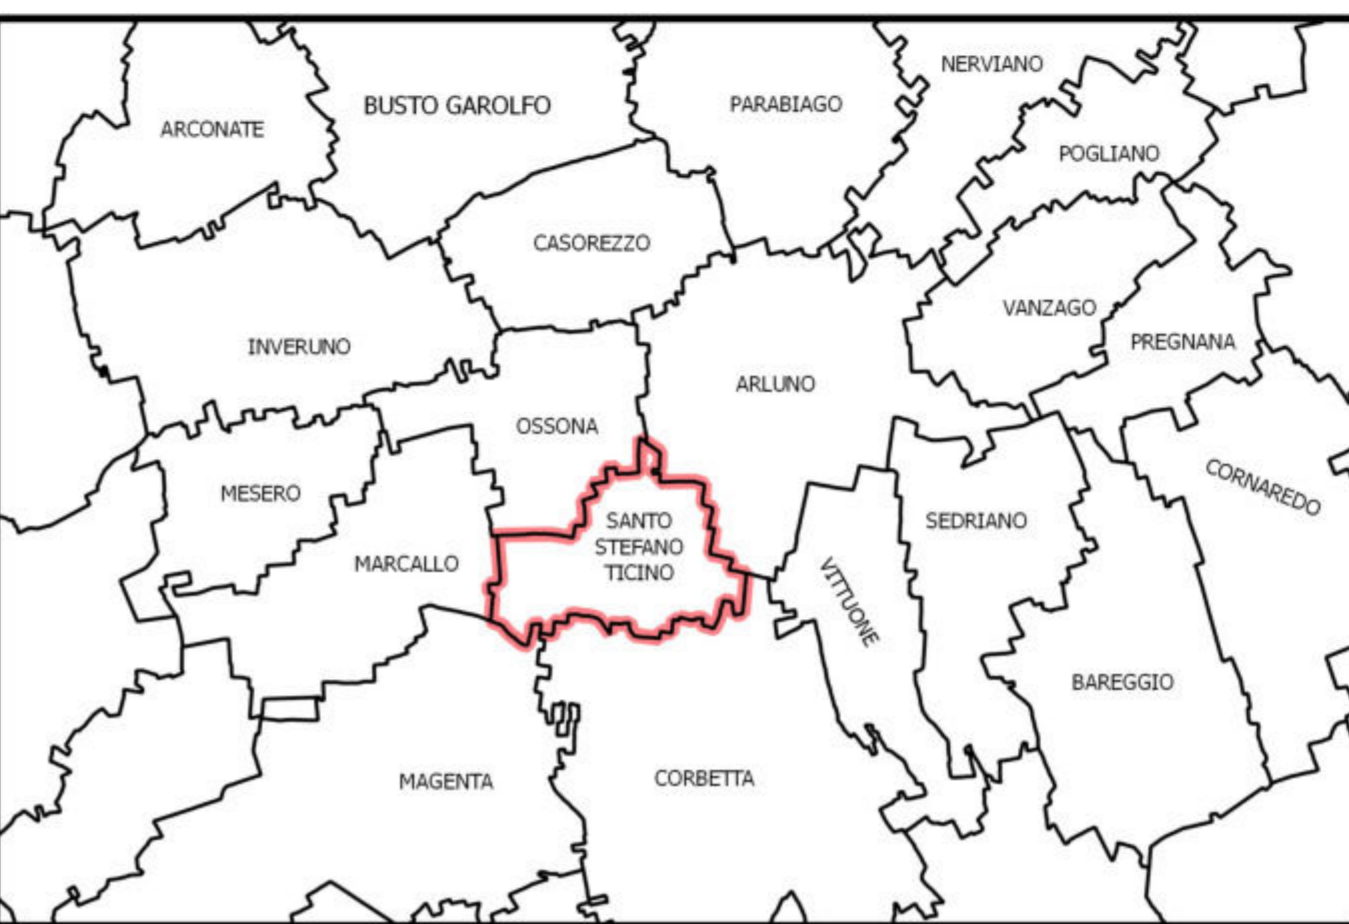 NERVIANO
BUSTO GAROLFO
PARABIAGO
ARCONATE
POGLIANO
CASOREZZO
VANZAGO
PREGNANA
INVERUNO
ARLUNO
OSSONA
CORNAREDO
MESERO
SANTO
STEFANO
TICINO
SEDRIANO
MARCALLO
VITTUONE
BAREGGIO
MAGENTA
CORBETTA